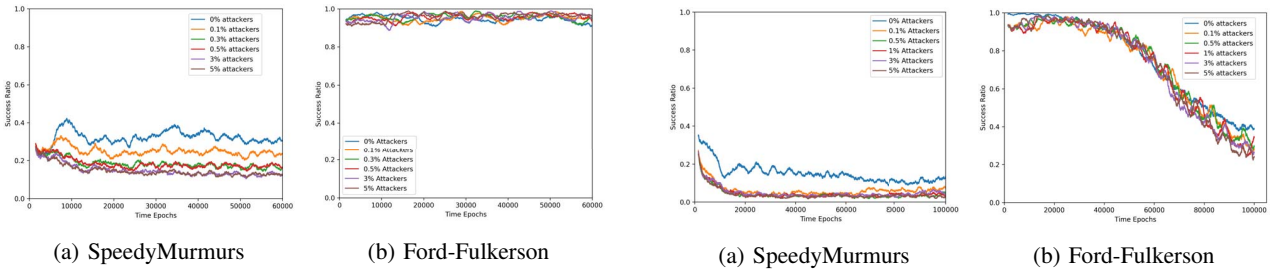 1.0
0.8
0.6
0.4
0.2
0.0
Success Ratio
0% attackers
0.1% attackers
0.3% attackers
0.5% attackers
3% attackers
5% attackers
0 10000 20000 30000 40000 50000 60000
Time Epochs
(a) SpeedyMurmurs
1.0
0.8
0.6
0.4
0.2
0.0
Success Ratio
0% Attackers
0.1% Attackers
0.3% Attackers
0.5% Attackers
3% Attackers
5% Attackers
0 10000 20000 30000 40000 50000 60000
Time Epochs
(b) Ford-Fulkerson
1.0
0.8
0.6
0.4
0.2
0.0
Success Ratio
0% Attackers
0.1% Attackers
0.5% Attackers
1% Attackers
3% Attackers
5% Attackers
0 20000 40000 60000 80000 100000
Time Epochs
(a) SpeedyMurmurs
1.0
0.8
0.6
0.4
0.2
0.0
Success Ratio
0% attackers
0.1% attackers
0.5% attackers
1% attackers
3% attackers
5% attackers
0 20000 40000 60000 80000 100000
Time Epochs
(b) Ford-Fulkerson